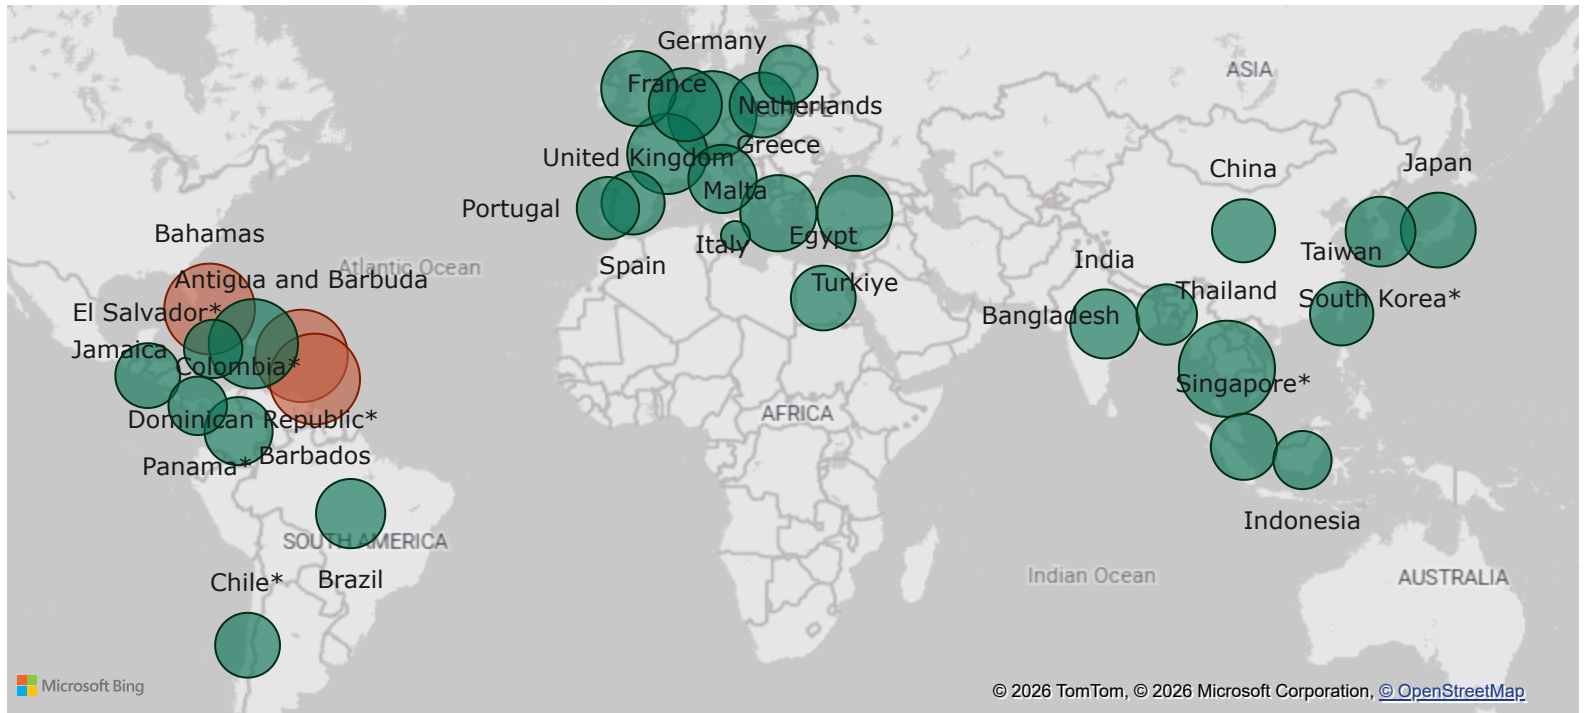 Germany
ASIA
France
Netherlands
EUROPE
Greece
United Kingdom
China
Japan
Malta
Portugal
Bahamas
Italy
Egypt
Taiwan
India
Spain
Atlantic Ocean
Antigua and Barbuda
Turkiye
Thailand
South Korea*
El Salvador*
Bangladesh
Jamaica
Colombia*
Singapore*
AFRICA
Dominican Republic*
Barbados
Panama*
Indonesia
SOUTH AMERICA
Chile*
Brazil
Indian Ocean
AUSTRALIA
Microsoft Bing
© 2026 TomTom, © 2026 Microsoft Corporation, © OpenStreetMap